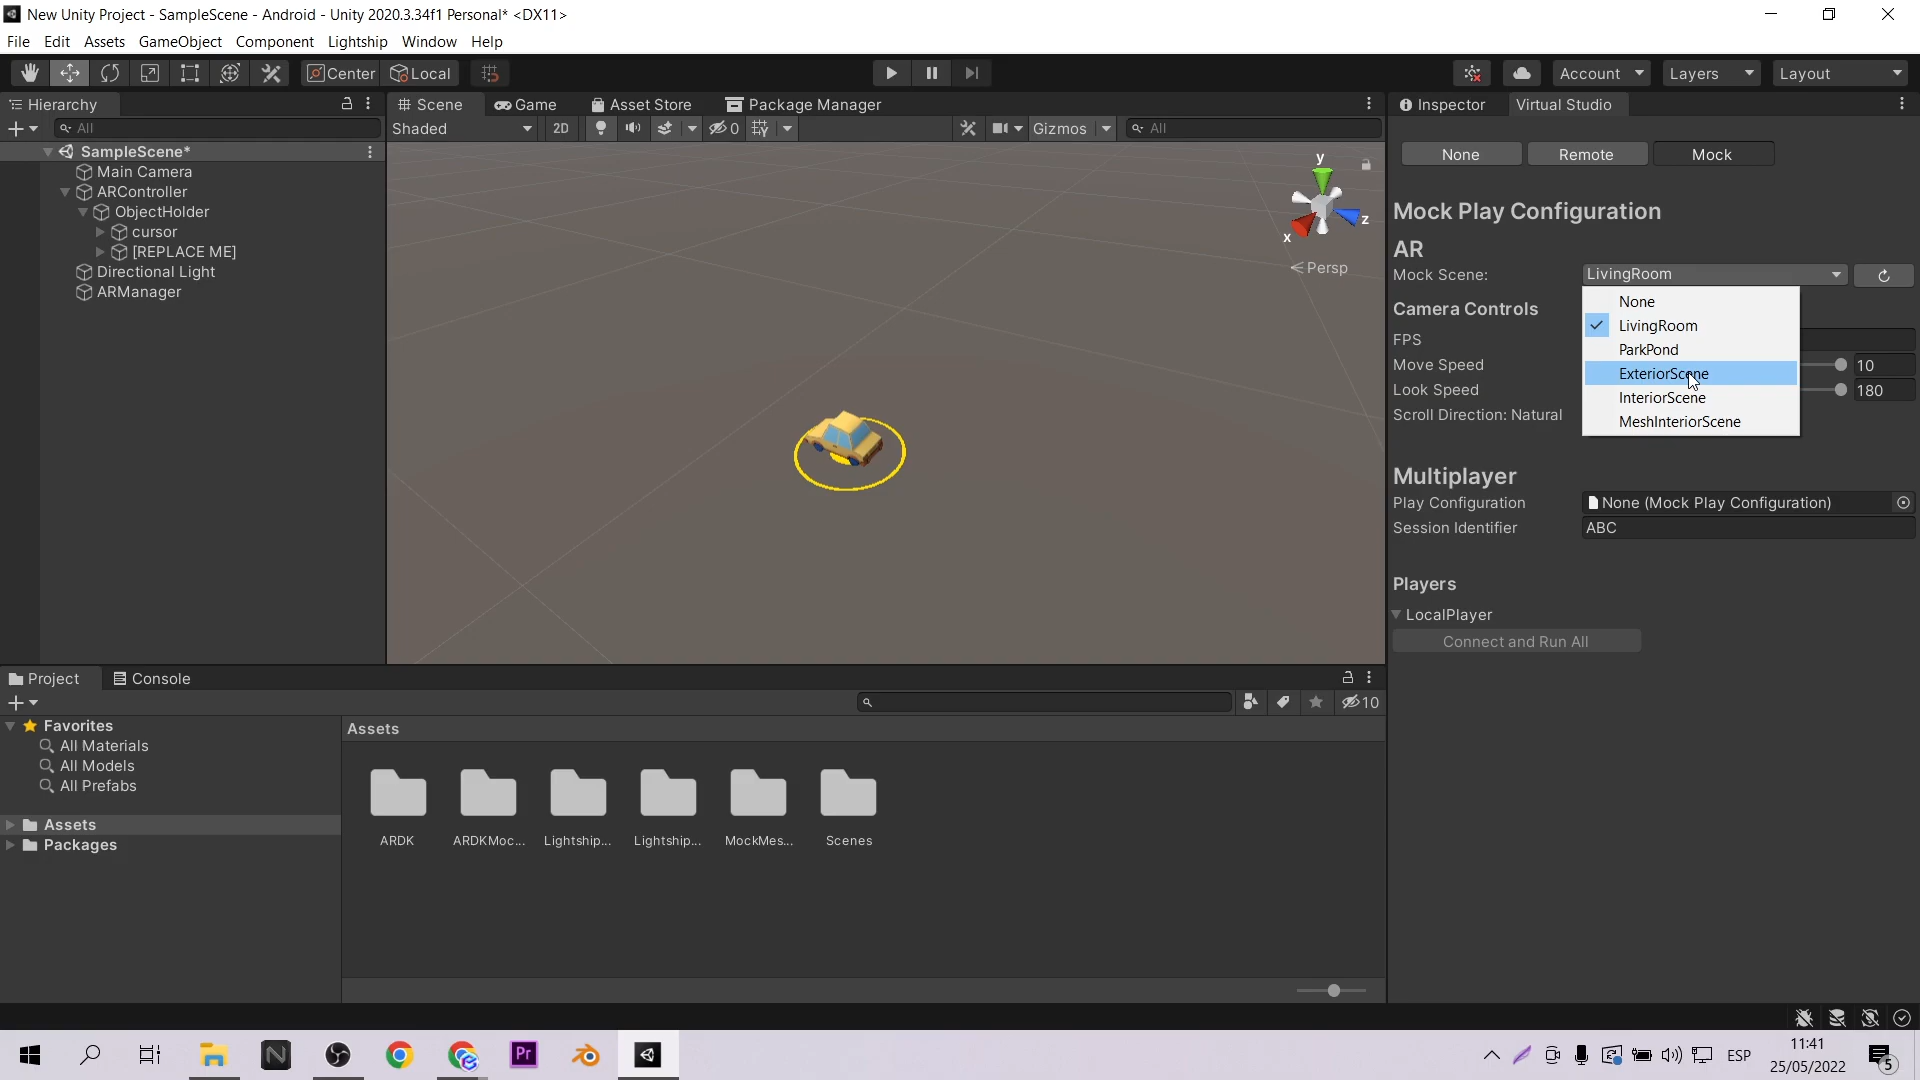 New Unity Project - SampleScene - Android - Unity 2020.3.34f1 Personal* <DX11>
File Edit Assets GameObject Component Lightship Window Help
Center Local Account Layers Layout
Hierarchy
All
SampleScene*
Main Camera
ARController
ObjectHolder
cursor
[REPLACE ME]
Directional Light
ARManager
Scene Game Asset Store Package Manager
Shaded 2D 0 Gizmos All
y
z
x
Persp
Inspector Virtual Studio
None Remote Mock
Mock Play Configuration
AR
Mock Scene: LivingRoom
None
LivingRoom
ParkPond
ExteriorScene
InteriorScene
MeshInteriorScene
Camera Controls
FPS
Move Speed 10
Look Speed 180
Scroll Direction: Natural
Multiplayer
Play Configuration None (Mock Play Configuration)
Session Identifier ABC
Players
LocalPlayer
Connect and Run All
Project Console
10
Favorites
All Materials
All Models
All Prefabs
Assets
Packages
Assets
ARDK ARDKMoc... Lightship... Lightship... MockMes... Scenes
N Pr ESP
11:41
25/05/2022
5